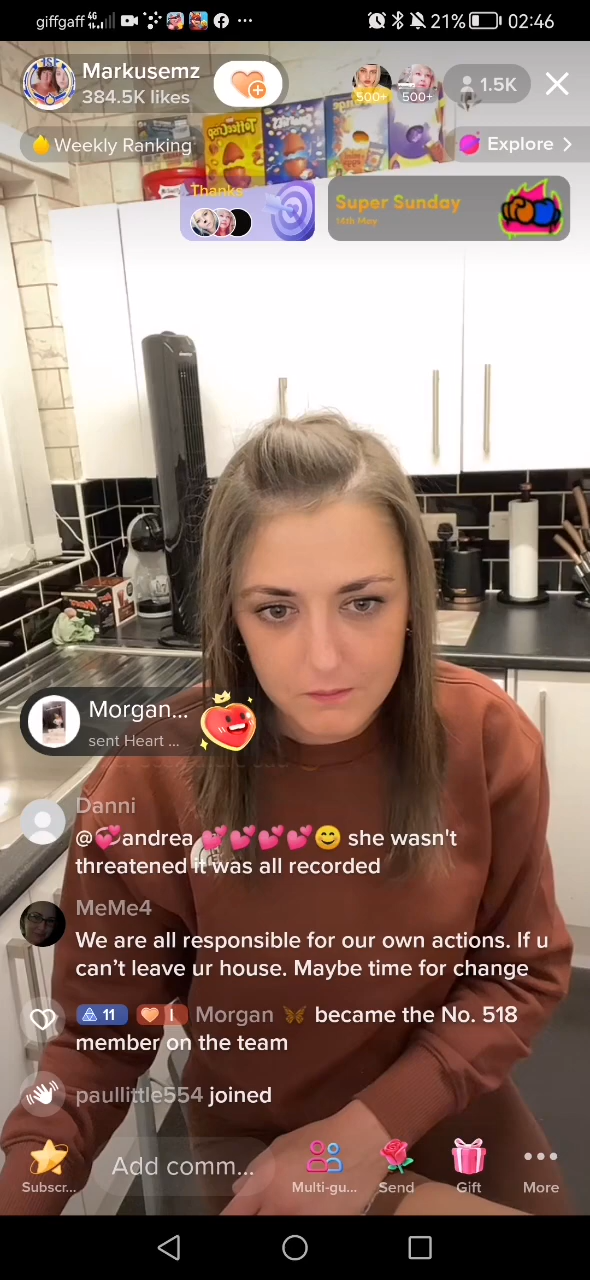 giffgaff 4G 21% 02:46
Markusemz
384.5K likes
500+ 500+ 1.5K
Weekly Ranking
Explore
Thanks
Super Sunday
14th May
Morgan...
sent Heart ...
Danni
@💞andrea 💞💞💞💞😊 she wasn't
threatened it was all recorded
MeMe4
We are all responsible for our own actions. If u
can't leave ur house. Maybe time for change
11 I Morgan 🦋 became the No. 518
member on the team
paullittle554 joined
Add comm...
Subscr... Multi-gu... Send Gift More